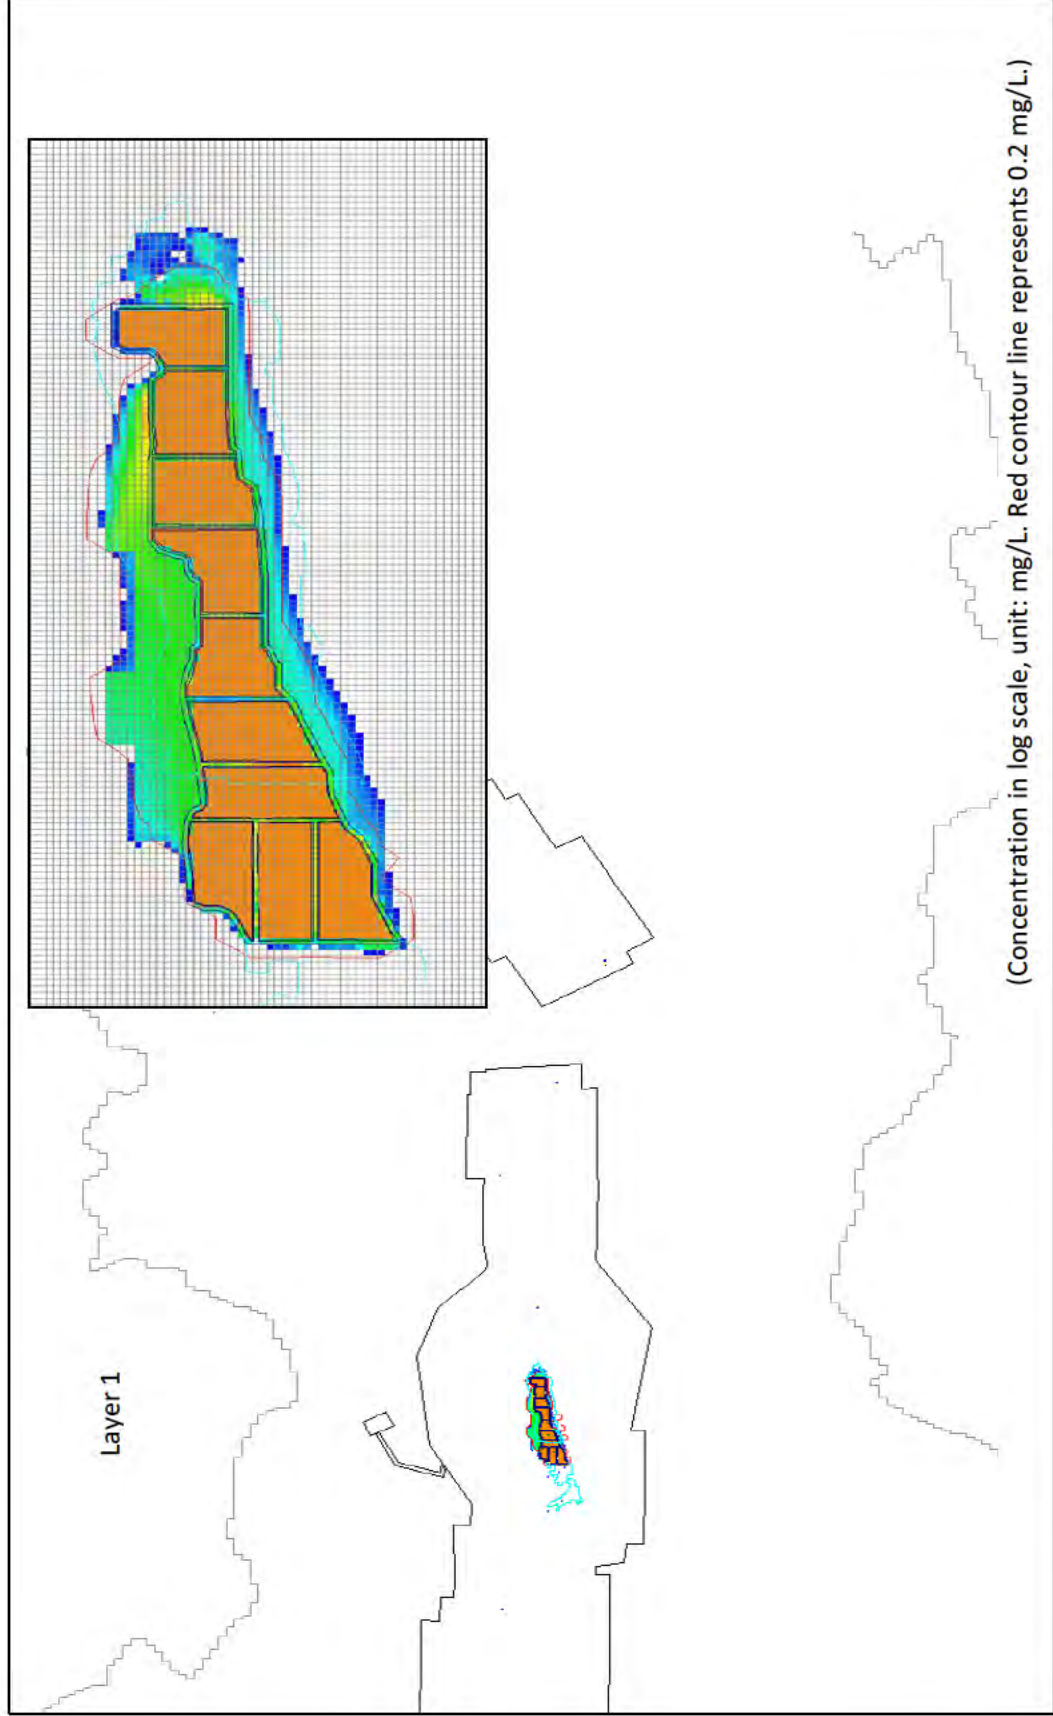 Layer 1
(Concentration in log scale, unit: mg/L. Red contour line represents 0.2 mg/L.)